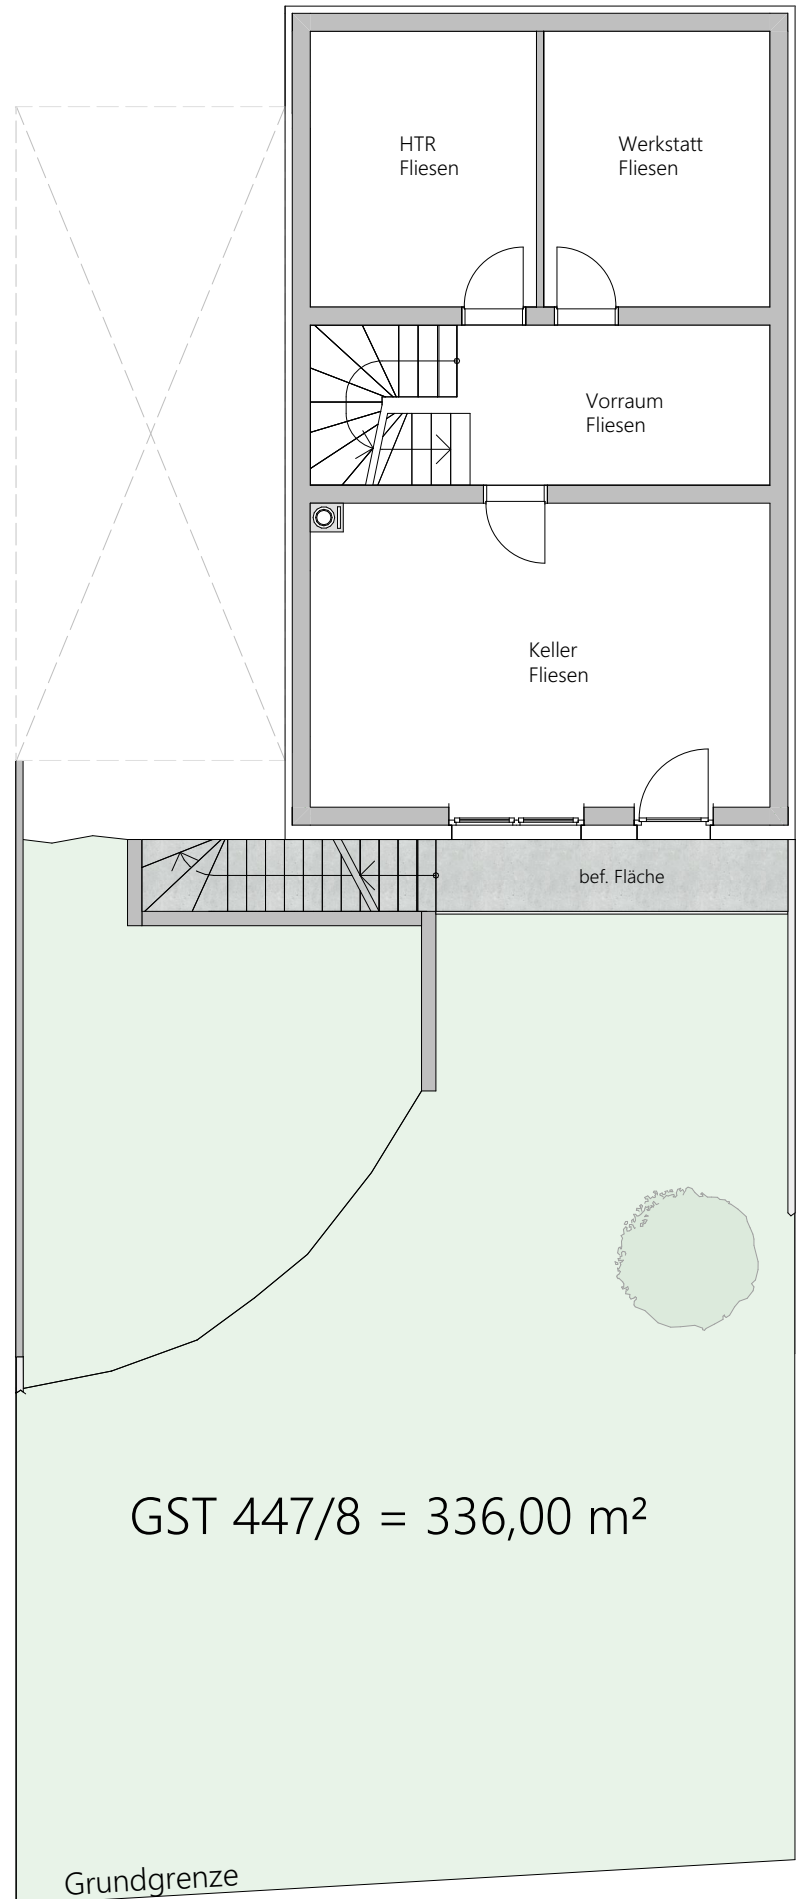 HTR
Fliesen
Werkstatt
Fliesen
Vorraum
Fliesen
Keller
Fliesen
bef. Fläche
GST 447/8 = 336,00 m²
Grundgrenze